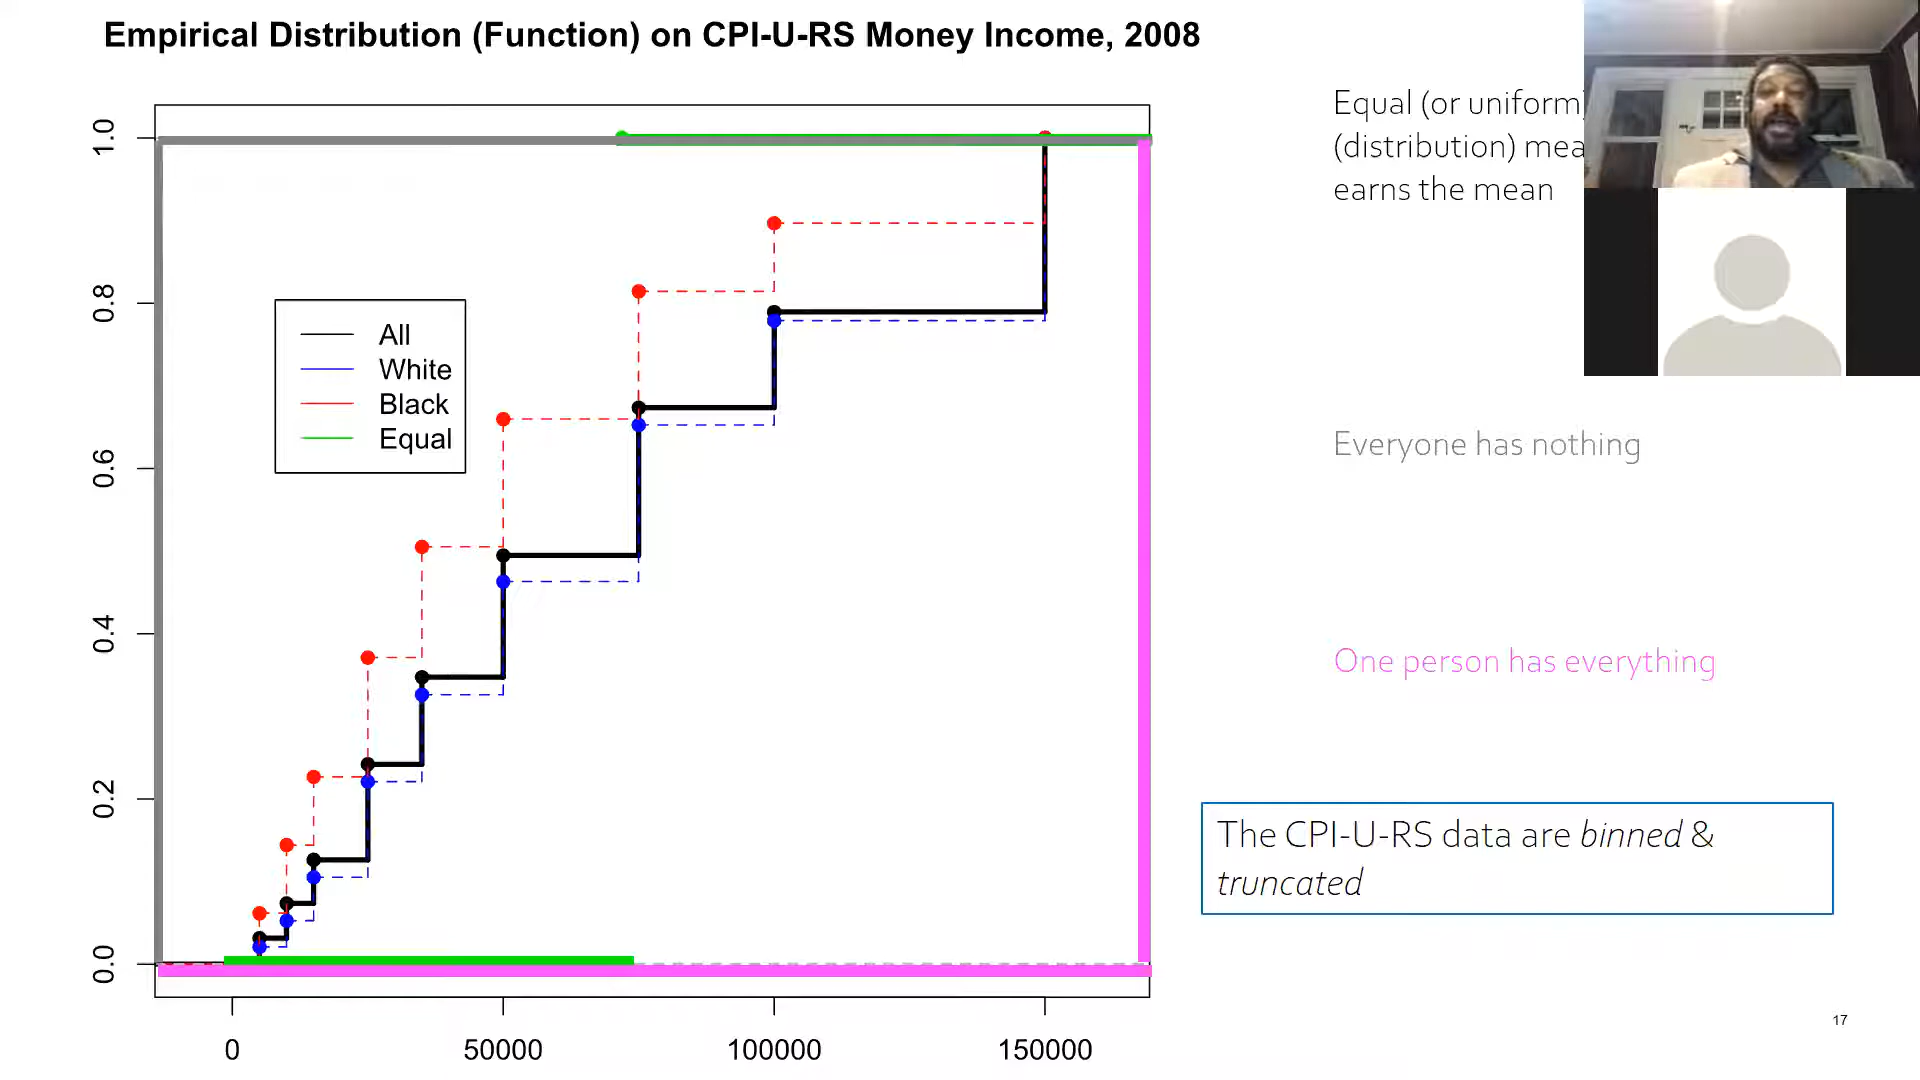 Empirical Distribution (Function) on CPI-U-RS Money Income, 2008
1.0
0.8
0.6
0.4
0.2
0.0
0
50000
100000
150000
All
White
Black
Equal
Equal (or uniform)
(distribution) mea
earns the mean
Everyone has nothing
One person has everything
The CPI-U-RS data are binned &
truncated
17